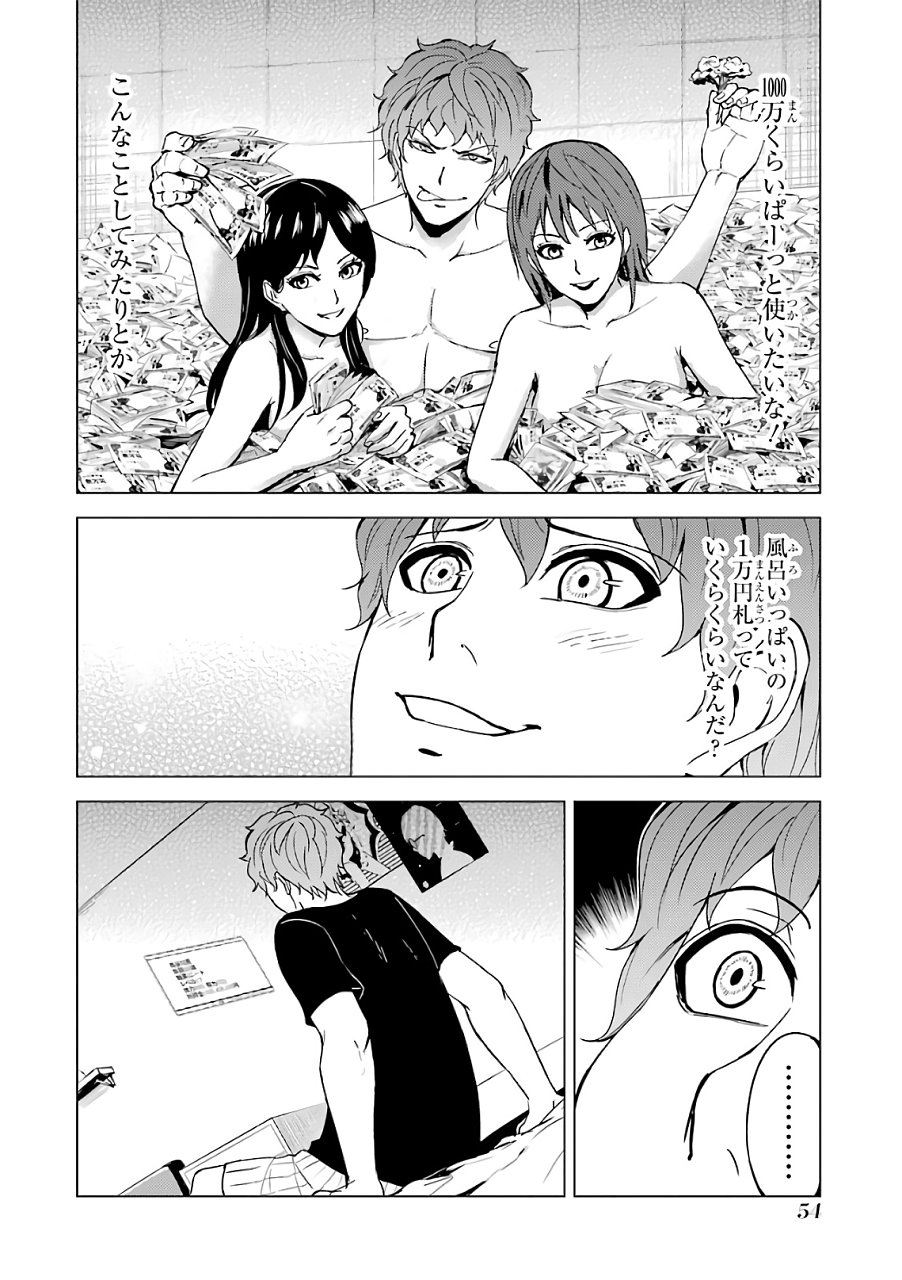 1000万くらいぱーっと使いたいな!
こんなことしてみたりとか
風呂いっぱいの
1万円札って
いくらくらいなんだ?
………
54